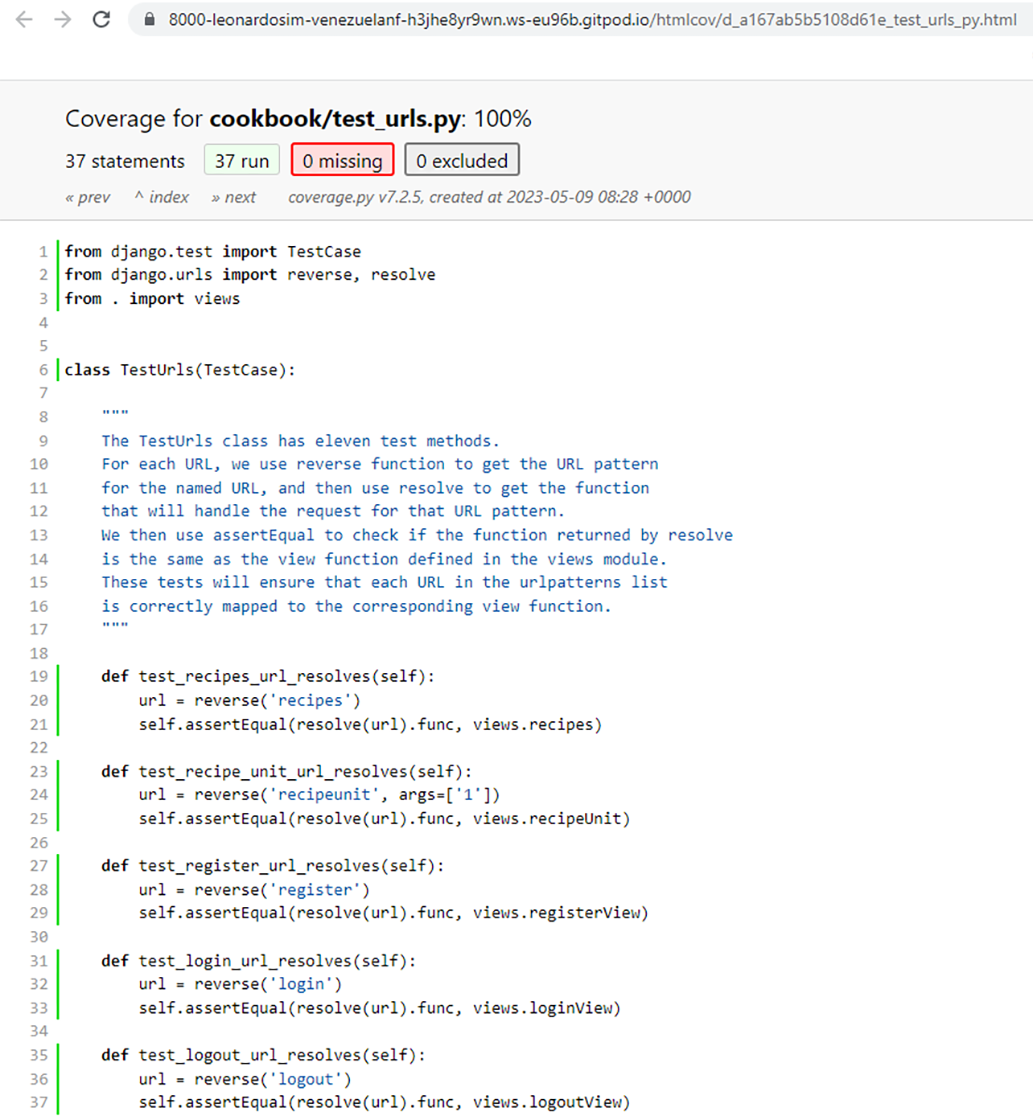 8000-leonardosim-venezuelanf-h3jhe8yr9wn.ws-eu96b.gitpod.io/htmlcov/d_a167ab5b5108d61e_test_urls_py.html
Coverage for cookbook/test_urls.py: 100%
37 statements 37 run 0 missing 0 excluded
« prev ^ index » next coverage.py v7.2.5, created at 2023-05-09 08:28 +0000
1 from django.test import TestCase
2 from django.urls import reverse, resolve
3 from . import views
4
5
6 class TestUrls(TestCase):
7
8     """
9     The TestUrls class has eleven test methods.
10     For each URL, we use reverse function to get the URL pattern
11     for the named URL, and then use resolve to get the function
12     that will handle the request for that URL pattern.
13     We then use assertEqual to check if the function returned by resolve
14     is the same as the view function defined in the views module.
15     These tests will ensure that each URL in the urlpatterns list
16     is correctly mapped to the corresponding view function.
17     """
18
19     def test_recipes_url_resolves(self):
20         url = reverse('recipes')
21         self.assertEqual(resolve(url).func, views.recipes)
22
23     def test_recipe_unit_url_resolves(self):
24         url = reverse('recipeunit', args=['1'])
25         self.assertEqual(resolve(url).func, views.recipeUnit)
26
27     def test_register_url_resolves(self):
28         url = reverse('register')
29         self.assertEqual(resolve(url).func, views.registerView)
30
31     def test_login_url_resolves(self):
32         url = reverse('login')
33         self.assertEqual(resolve(url).func, views.loginView)
34
35     def test_logout_url_resolves(self):
36         url = reverse('logout')
37         self.assertEqual(resolve(url).func, views.logoutView)